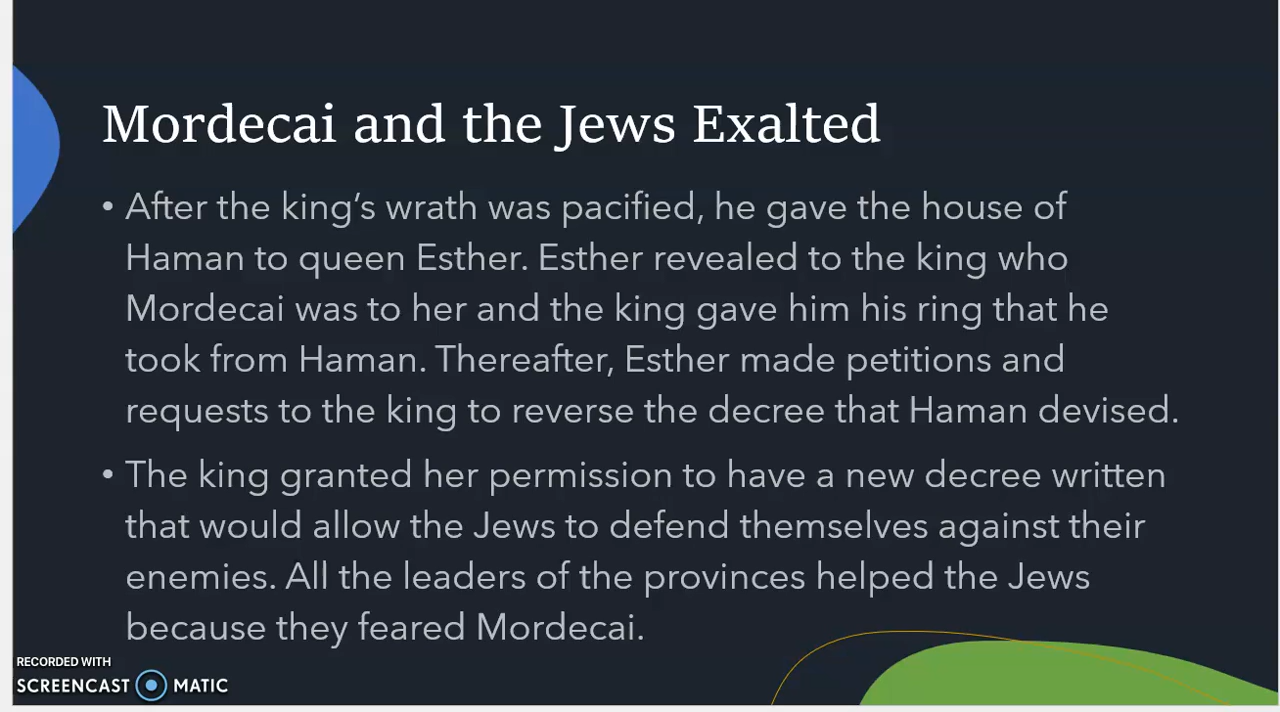 Mordecai and the Jews Exalted
• After the king’s wrath was pacified, he gave the house of
Haman to queen Esther. Esther revealed to the king who
Mordecai was to her and the king gave him his ring that he
took from Haman. Thereafter, Esther made petitions and
requests to the king to reverse the decree that Haman devised.
• The king granted her permission to have a new decree written
that would allow the Jews to defend themselves against their
enemies. All the leaders of the provinces helped the Jews
because they feared Mordecai.
RECORDED WITH
SCREENCAST MATIC